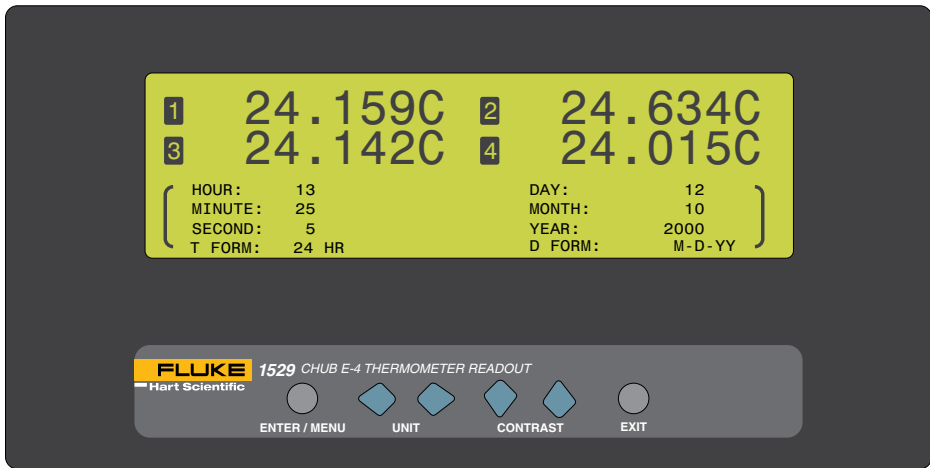 1 24.159C 2 24.634C
3 24.142C 4 24.015C
HOUR: 13 DAY: 12
MINUTE: 25 MONTH: 10
SECOND: 5 YEAR: 2000
T FORM: 24 HR D FORM: M-D-YY
FLUKE 1529 CHUB E-4 THERMOMETER READOUT
Hart Scientific
ENTER / MENU UNIT CONTRAST EXIT